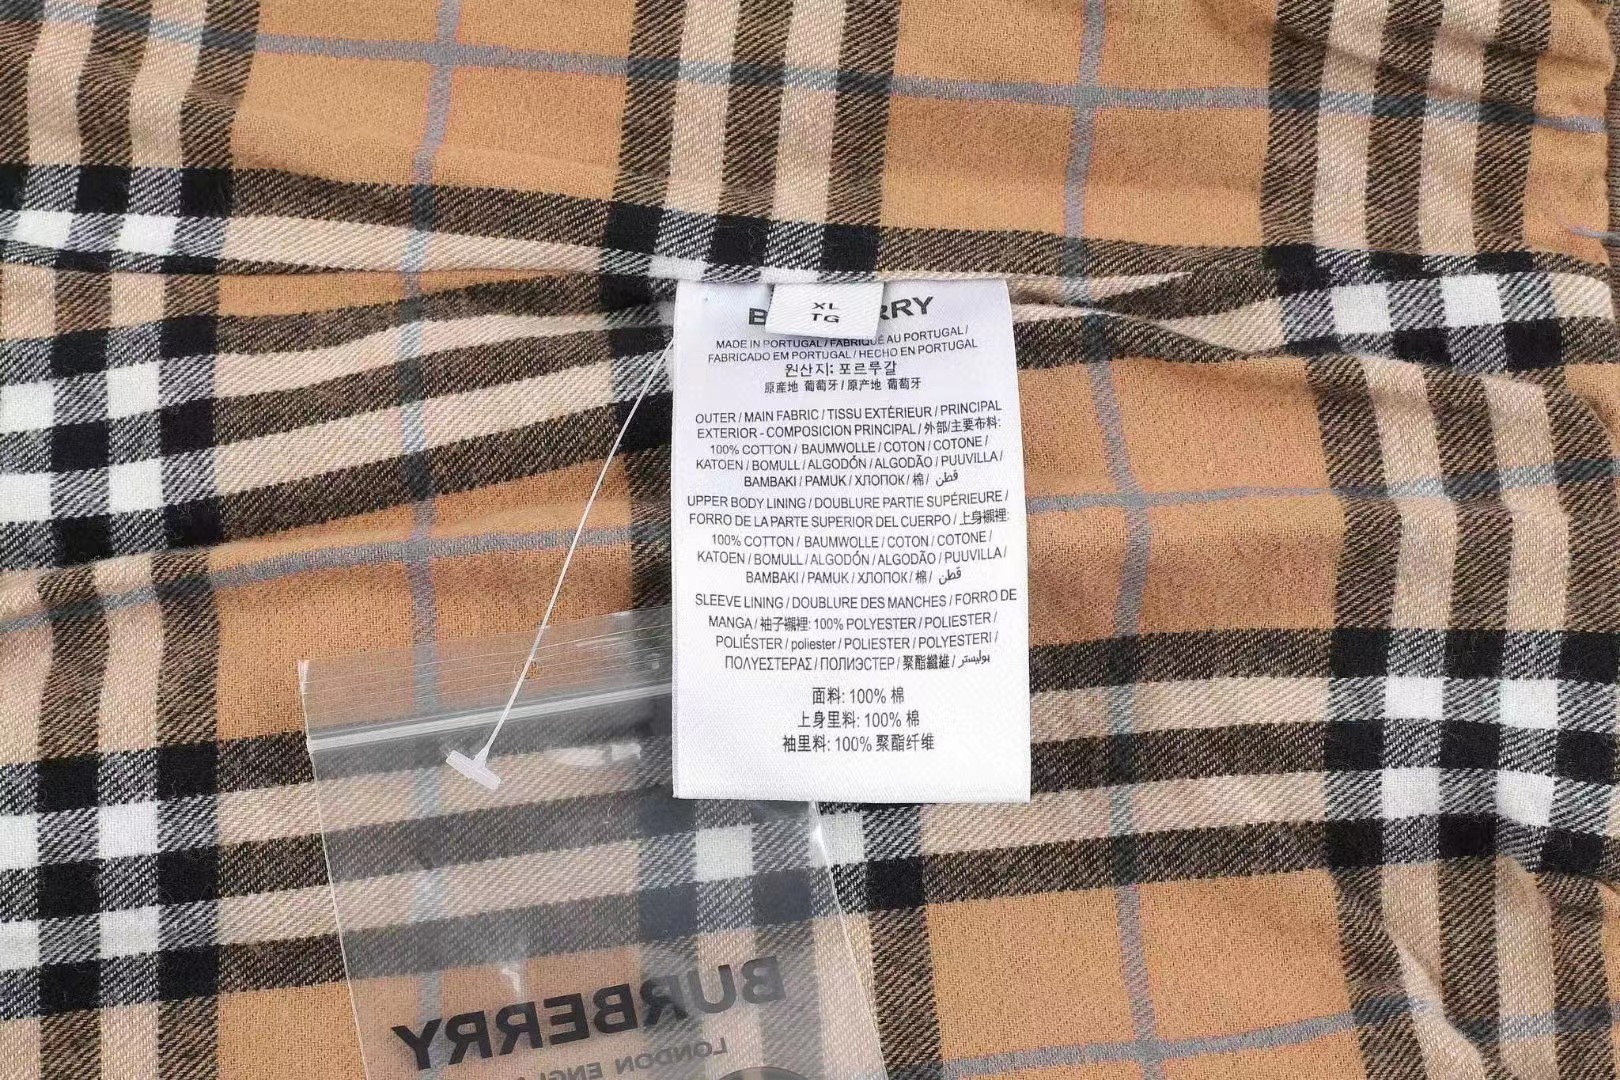 XL
TG
MADE IN PORTUGAL / FABRIQUÉ AU PORTUGAL /
FABRICADO EM PORTUGAL / HECHO EN PORTUGAL
원산지: 포르투갈
原産地 葡萄牙 / 原产地 葡萄牙
OUTER / MAIN FABRIC / TISSU EXTÉRIEUR / PRINCIPAL
EXTERIOR - COMPOSICION PRINCIPAL / 外部/主要布料:
100% COTTON / BAUMWOLLE / COTON / COTONE /
KATOEN / BOMULL / ALGODÓN / ALGODÃO / PUUVILLA /
BAMBAKI / PAMUK / ХЛОПОК / 棉 / قطن
UPPER BODY LINING / DOUBLURE PARTIE SUPÉRIEURE /
FORRO DE LA PARTE SUPERIOR DEL CUERPO / 上身襯裡:
100% COTTON / BAUMWOLLE / COTON / COTONE /
KATOEN / BOMULL / ALGODÓN / ALGODÃO / PUUVILLA /
BAMBAKI / PAMUK / ХЛОПОК / 棉 / قطن
SLEEVE LINING / DOUBLURE DES MANCHES / FORRO DE
MANGA / 袖子襯裡: 100% POLYESTER / POLIESTER /
POLIÉSTER / poliester / POLIESTER / POLYESTERI /
ΠΟΛΥΕΣΤΕΡΑΣ / ПОЛИЭСТЕР / 聚酯纖維 / بوليستر
面料: 100% 棉
上身里料: 100% 棉
袖里料: 100% 聚酯纤维
BURBERRY
LONDON